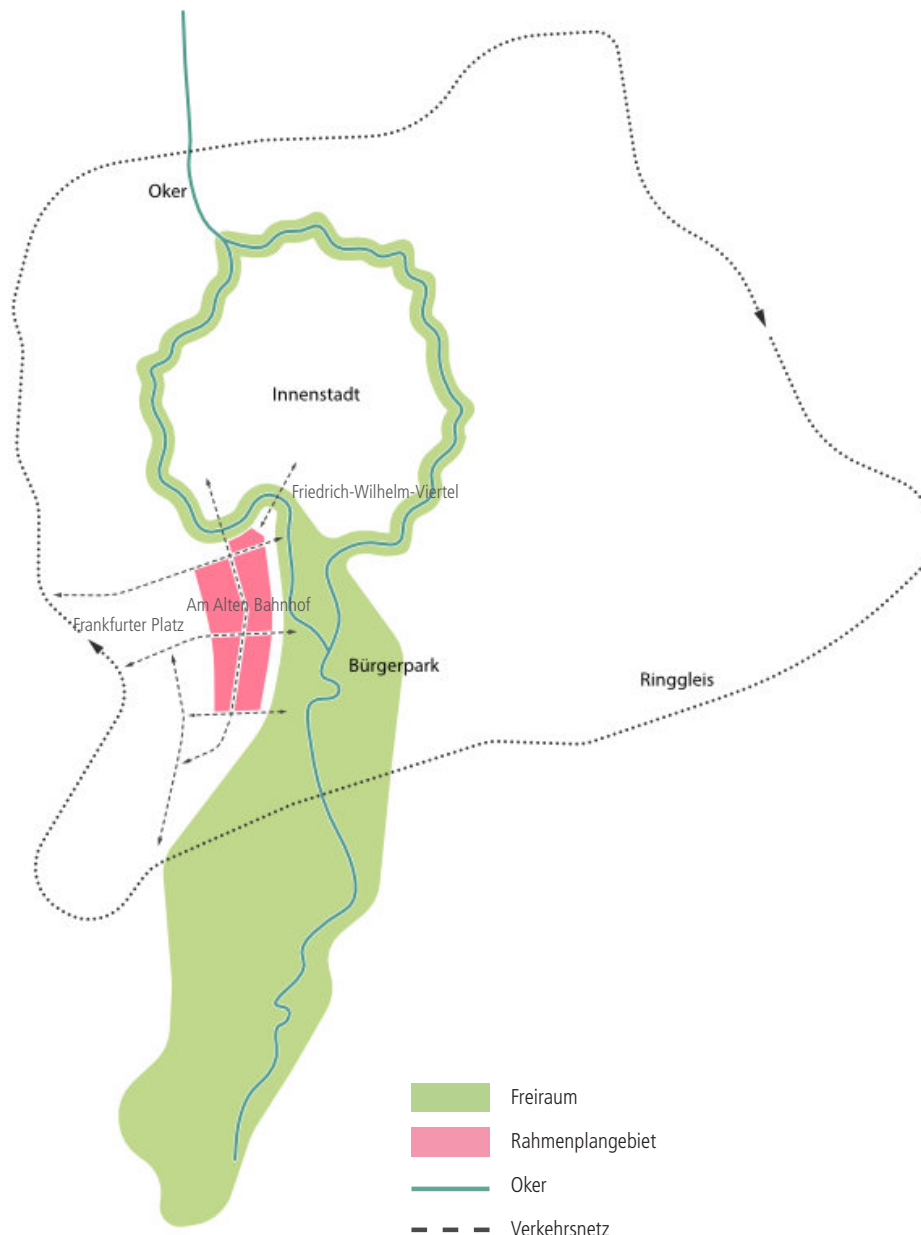 Oker
Innenstadt
Friedrich-Wilhelm-Viertel
Am Alten Bahnhof
Frankfurter Platz
Bürgerpark
Ringgleis
Freiraum
Rahmenplangebiet
Oker
Verkehrsnetz